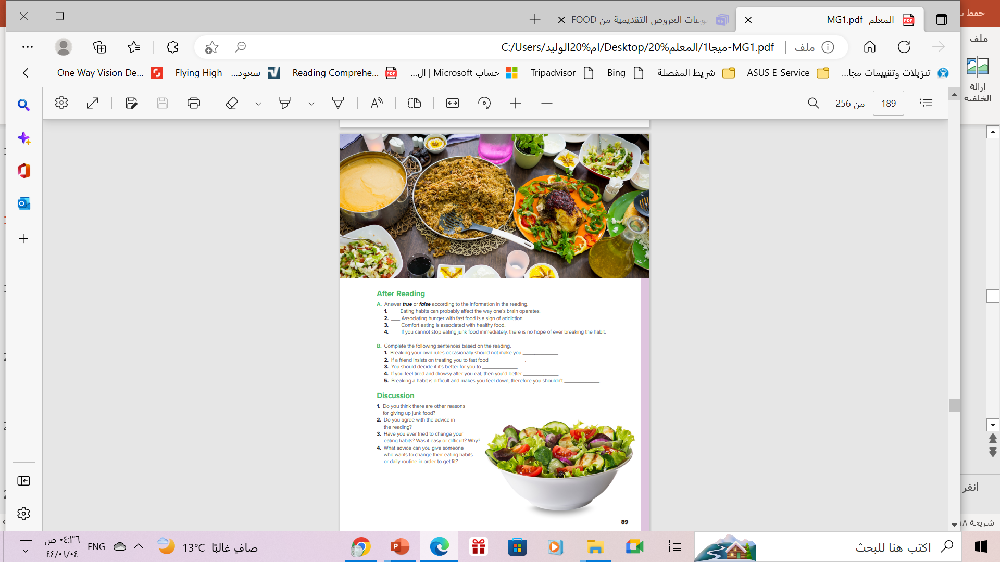 حفظ تل
ملف
إزالة
الخلفية
FOOD وعات العروض التقديمية من
المعلم -MG1.pdf
C:/Users/ام%20الوليد/Desktop/20%المعلم/1ميجا-MG1.pdf
ملف
One Way Vision De...
Flying High - سعود...
Reading Comprehe...
حساب Microsoft | ال...
Tripadvisor
Bing
شريط المفضلة
ASUS E-Service
تنزيلات وتقييمات مجا...
PDF
189
من 256
After Reading
A. Answer true or false according to the information in the reading.
1. ___ Eating habits can probably affect the way one's brain operates.
2. ___ Associating hunger with fast food is a sign of addiction.
3. ___ Comfort eating is associated with healthy food.
4. ___ If you cannot stop eating junk food immediately, there is no hope of ever breaking the habit.
B. Complete the following sentences based on the reading.
1. Breaking your own rules occasionally should not make you ____________.
2. If a friend insists on treating you to fast food ____________.
3. You should decide if it's better for you to ____________.
4. If you feel tired and drowsy after you eat, then you'd better ____________.
5. Breaking a habit is difficult and makes you feel down; therefore you shouldn't ____________.
Discussion
1. Do you think there are other reasons
for giving up junk food?
2. Do you agree with the advice in
the reading?
3. Have you ever tried to change your
eating habits? Was it easy or difficult? Why?
4. What advice can you give someone
who wants to change their eating habits
or daily routine in order to get fit?
89
انقر
شريحة ١٨
٠٤:٣٦ ص
٤٤/٠٦/٠٤
ENG
13°C صافٍ غالبًا
اكتب هنا للبحث